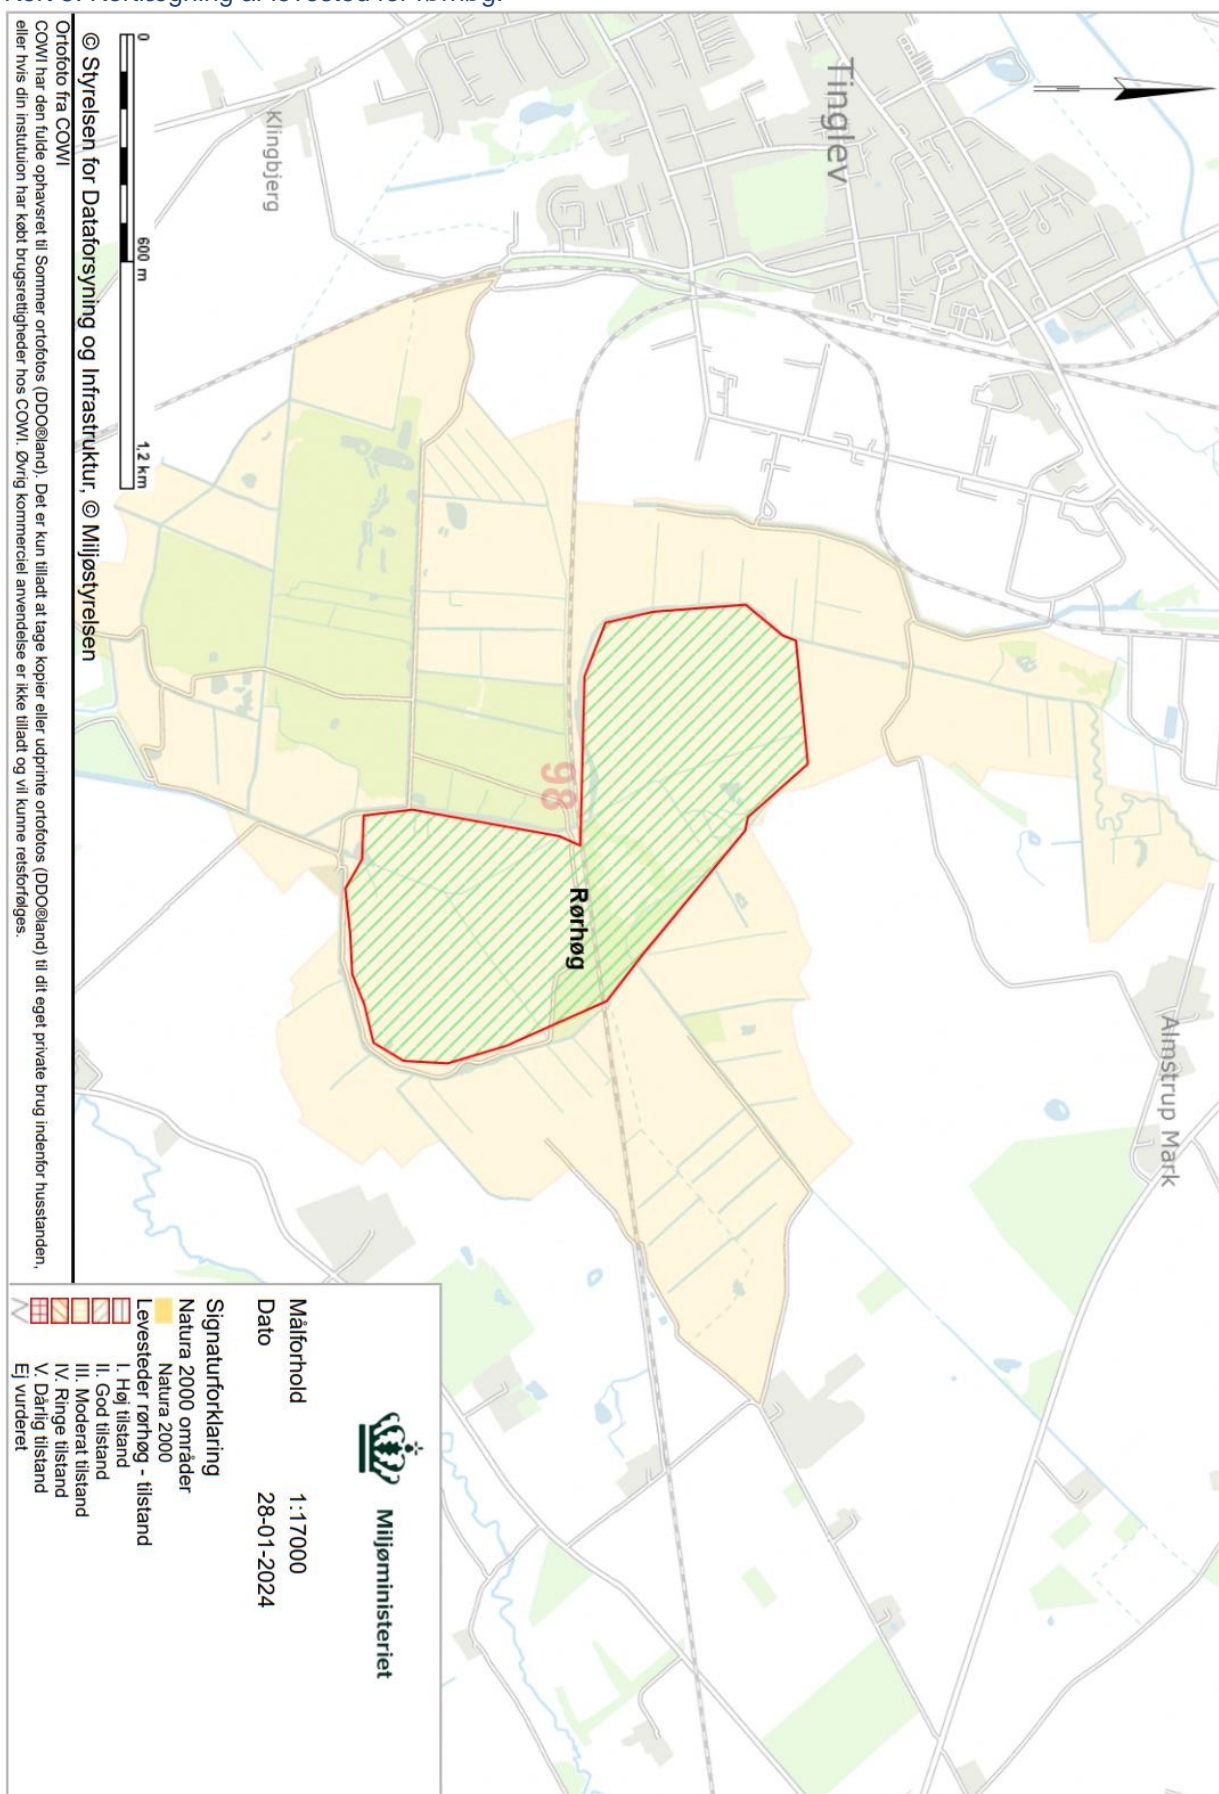 Tinglev
Klingbjerg
Almstrup Mark
98
Rørhøg
0
600 m
1,2 km
© Styrelsen for Dataforsyning og Infrastruktur, © Miljøstyrelsen
Ortofoto fra COWI
COWI har den fulde ophavsret til Sommer ortofotos (DDO®land). Det er kun tilladt at tage kopier eller udprinte ortofotos (DDO®land) til dit eget private brug indenfor husstanden,
eller hvis din instutuion har købt brugsrettigheder hos COWI. Øvrig kommerciel anvendelse er ikke tilladt og vil kunne retsforfølges.
Miljøministeriet
Målforhold 1:17000
Dato 28-01-2024
Signaturforklaring
Natura 2000 områder
Natura 2000
Levesteder rørhøg - tilstand
I. Høj tilstand
II. God tilstand
III. Moderat tilstand
IV. Ringe tilstand
V. Dårlig tilstand
Ej vurderet